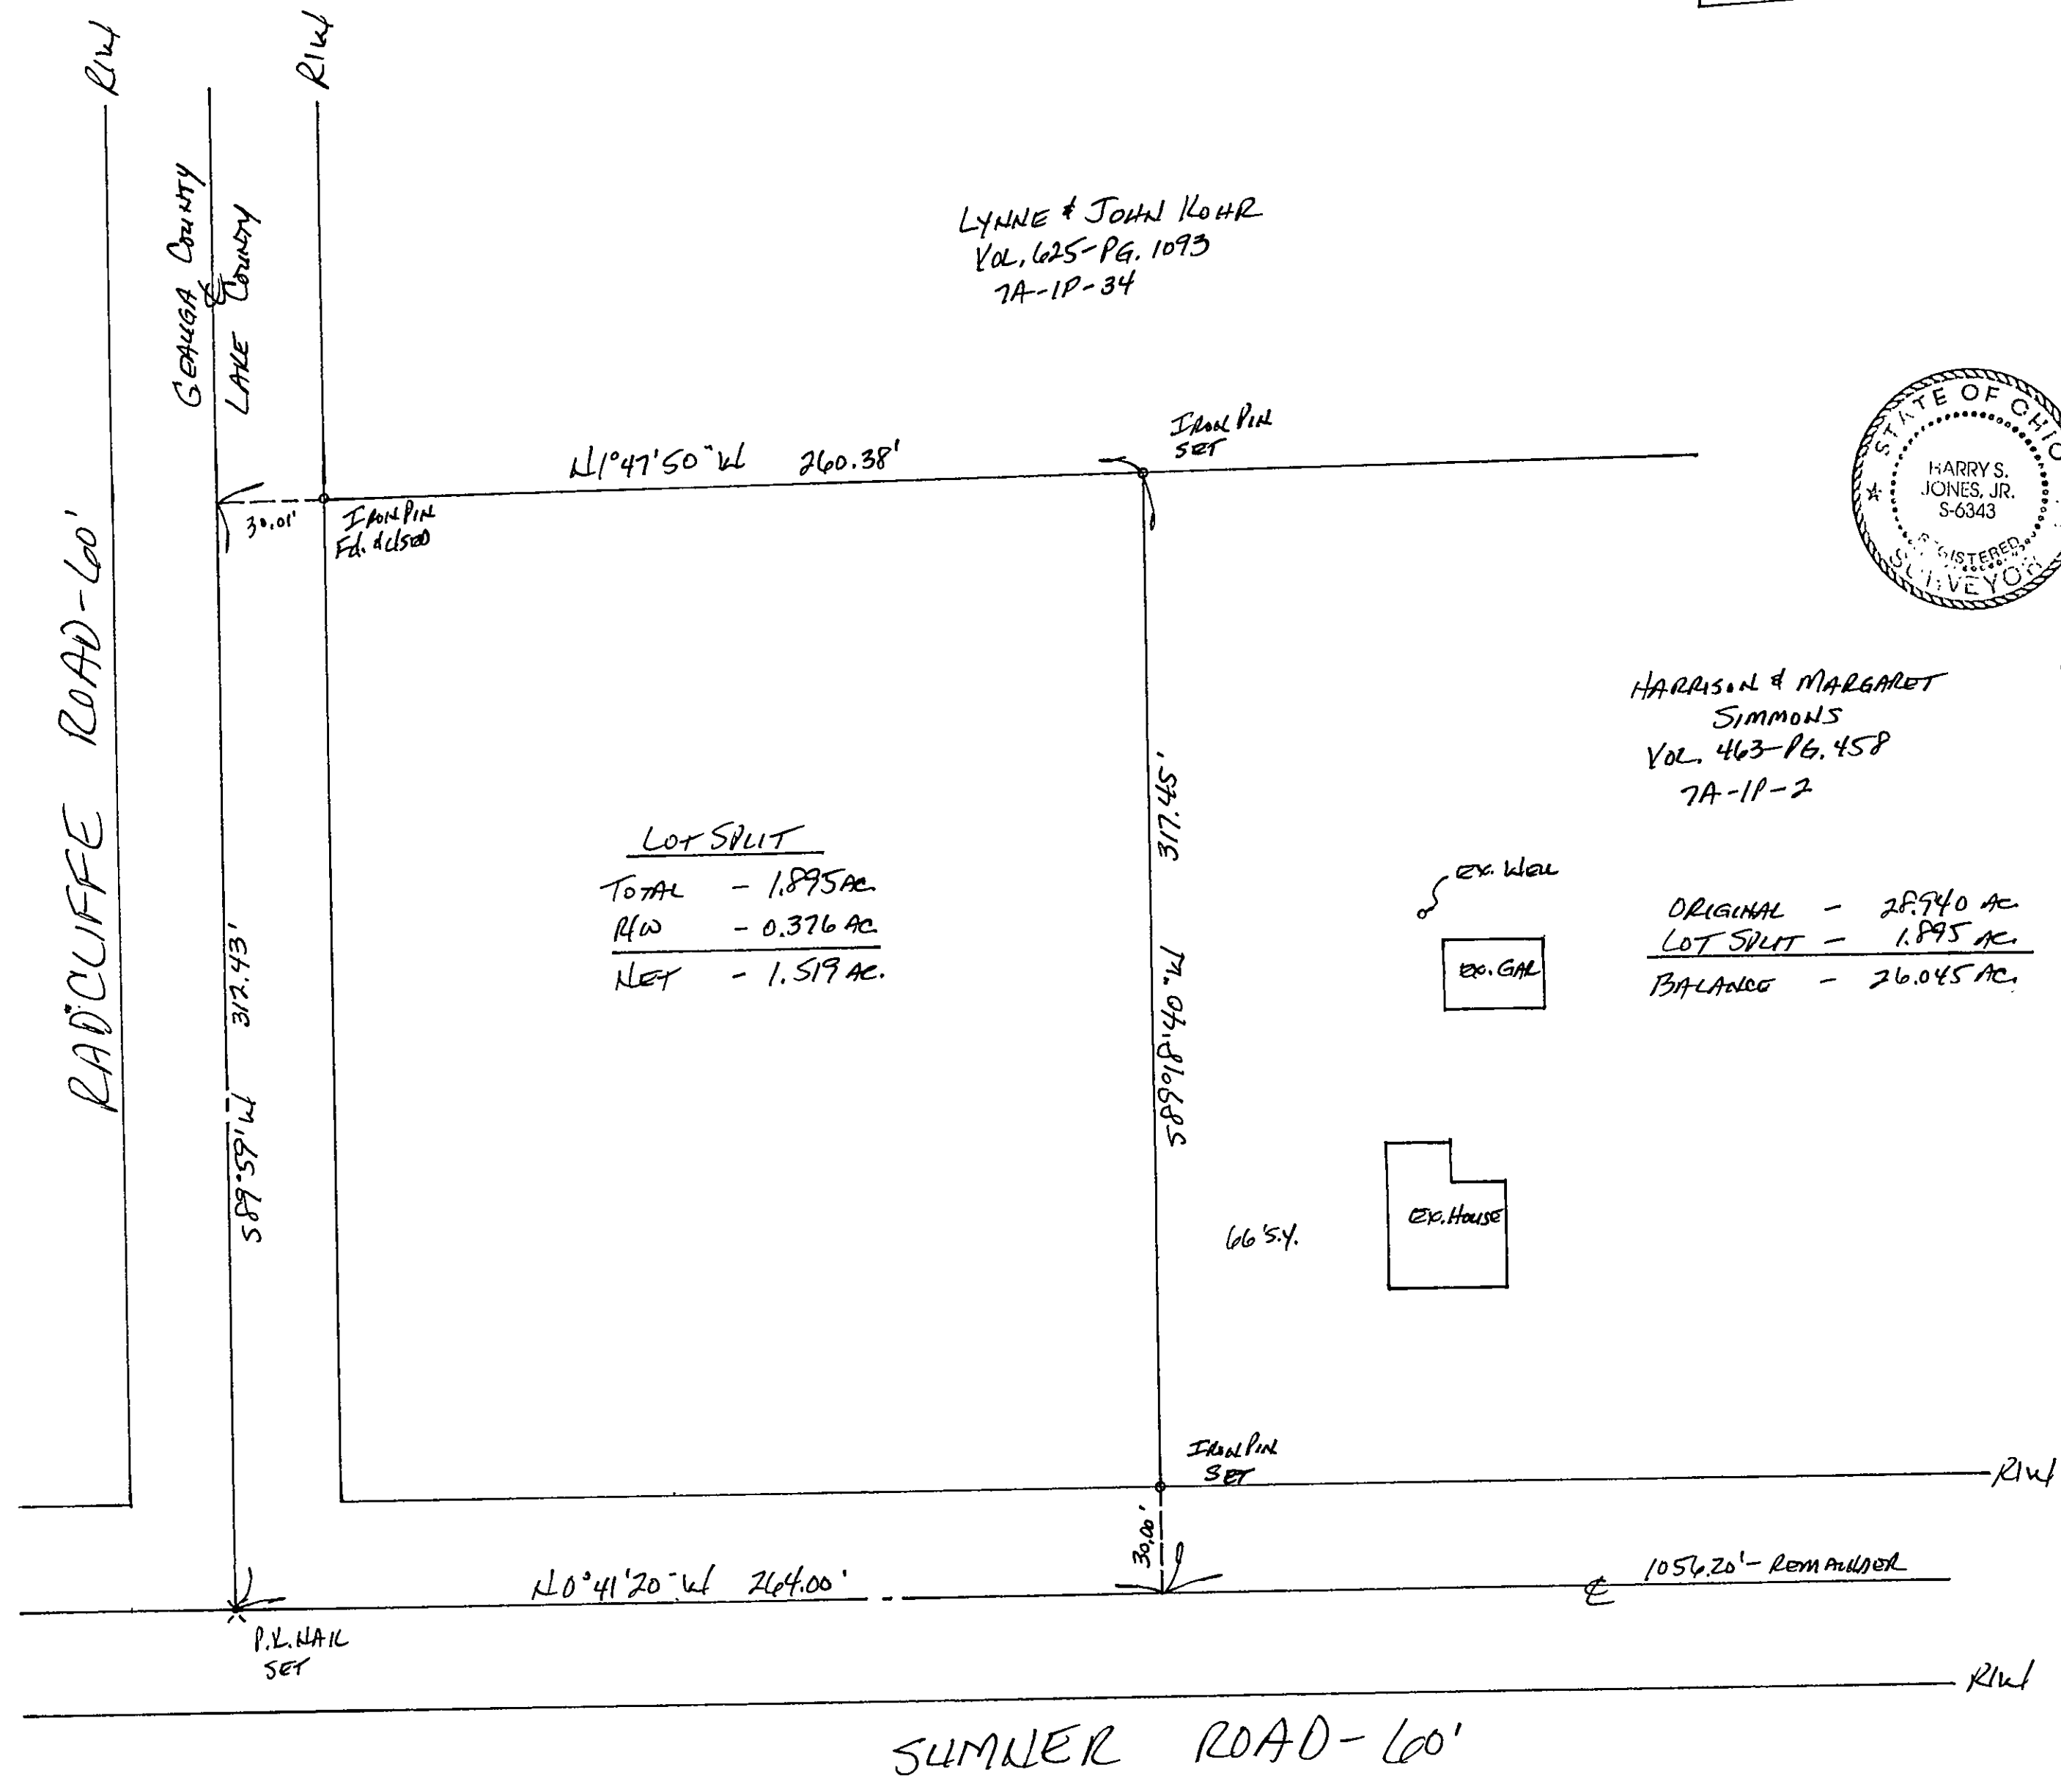 R/W
R/W
GEAUGA COUNTY
℄
LAKE COUNTY
LYNNE & JOHN KOHR
VOL. 625-PG. 1093
7A-1P-34
N1°47'50"W 260.38'
IRON PIN
SET
30.01'
IRON PIN
Fd. & USED
STATE OF OHIO
HARRY S.
JONES, JR.
S-6343
REGISTERED
SURVEYOR
RADCLIFFE ROAD-60'
HARRISON & MARGARET
SIMMONS
VOL. 463-PG. 458
7A-1P-2
S89°18'40"W 317.45'
LOT SPLIT
TOTAL - 1.895 AC.
R/W - 0.376 AC.
NET - 1.519 AC.
EX. WELL
EX. GAR
ORIGINAL - 28.940 AC.
LOT SPLIT - 1.895 AC.
BALANCE - 26.045 AC.
S89°59'W 312.43'
EX. HOUSE
66' S.Y.
IRON PIN
SET
R/W
30.00'
N0°41'20"W 264.00'
℄
1056.20'- REMAINDER
P.K. NAIL
SET
R/W
SUMNER ROAD-60'